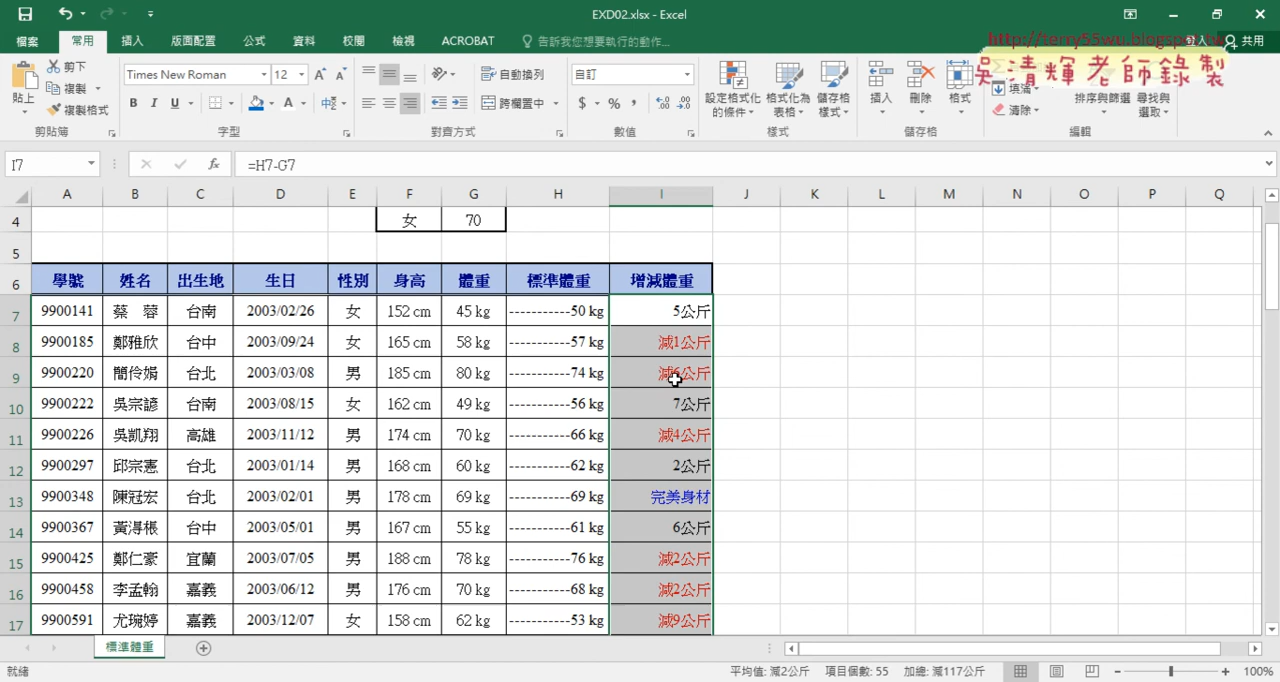 EXD02.xlsx - Excel
http://terry55wu.blogspot.tw
吳清輝老師錄製
檔案 常用 插入 版面配置 公式 資料 校閱 檢視 ACROBAT 告訴我您想要執行的動作... 共用
貼上 剪下 複製 複製格式
Times New Roman 12
B I U A
自動換列
跨欄置中
自訂
$ % ,
設定格式化的條件 格式化為表格 儲存格樣式
插入 刪除 格式
填滿
清除
排序與篩選 尋找與選取
剪貼簿 字型 對齊方式 數值 樣式 儲存格 編輯
I7 fx =H7-G7
A B C D E F G H I J K L M N O P Q
4 女 70
5
6 學號 姓名 出生地 生日 性別 身高 體重 標準體重 增減體重
7 9900141 蔡 蓉 台南 2003/02/26 女 152 cm 45 kg -----------50 kg 5公斤
8 9900185 鄭雅欣 台中 2003/09/24 女 165 cm 58 kg -----------57 kg 減1公斤
9 9900220 簡伶娟 台北 2003/03/08 男 185 cm 80 kg -----------74 kg 減6公斤
10 9900222 吳宗諺 台南 2003/08/15 女 162 cm 49 kg -----------56 kg 7公斤
11 9900226 吳凱翔 高雄 2003/11/12 男 174 cm 70 kg -----------66 kg 減4公斤
12 9900297 邱宗憲 台北 2003/01/14 男 168 cm 60 kg -----------62 kg 2公斤
13 9900348 陳冠宏 台北 2003/02/01 男 178 cm 69 kg -----------69 kg 完美身材
14 9900367 黃淂根 台中 2003/05/01 男 167 cm 55 kg -----------61 kg 6公斤
15 9900425 鄭仁豪 宜蘭 2003/07/05 男 188 cm 78 kg -----------76 kg 減2公斤
16 9900458 李孟翰 嘉義 2003/06/12 男 176 cm 70 kg -----------68 kg 減2公斤
17 9900591 尤琬婷 嘉義 2003/12/07 女 158 cm 62 kg -----------53 kg 減9公斤
標準體重
就緒 平均值: 減2公斤 項目個數: 55 加總: 減117公斤 100%